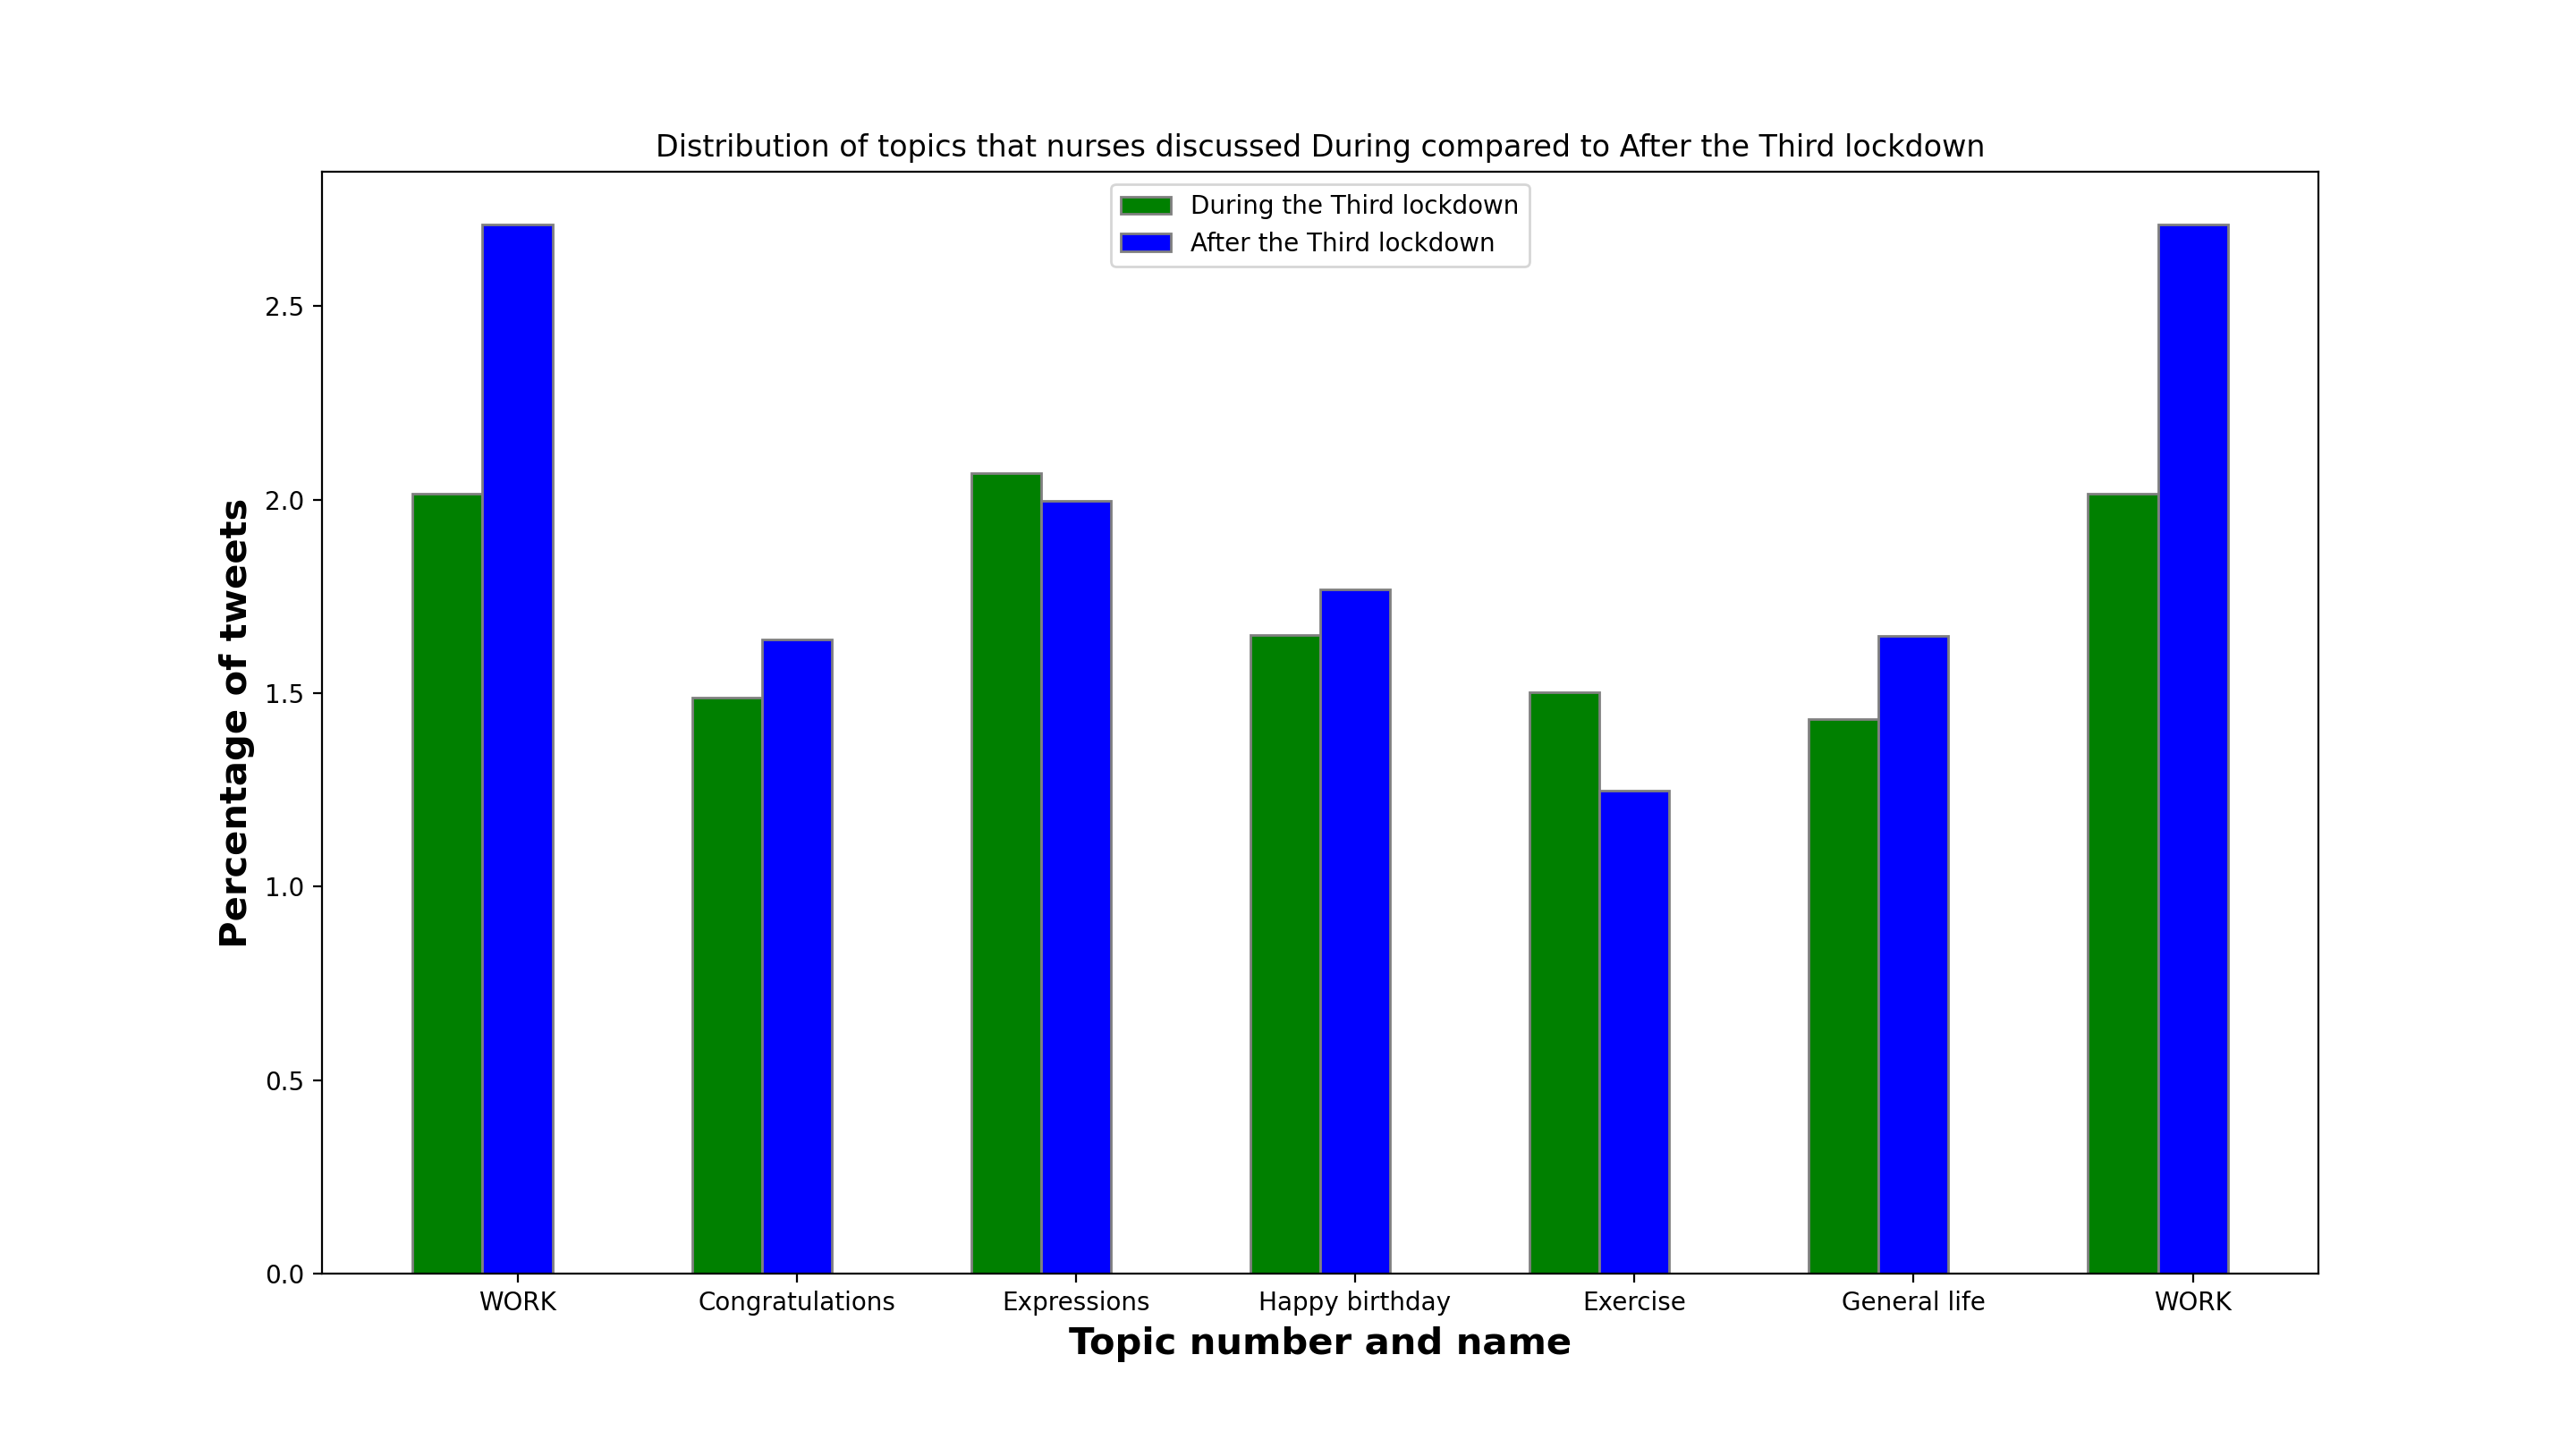 Distribution of topics that nurses discussed During compared to After the Third lockdown
During the Third lockdown
After the Third lockdown
Percentage of tweets
2.5
2.0
1.5
1.0
0.5
0.0
WORK Congratulations Expressions Happy birthday Exercise General life WORK
Topic number and name